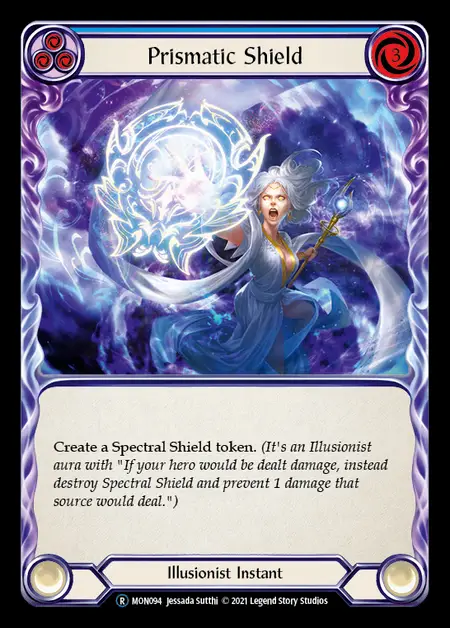 Prismatic Shield
3
Create a Spectral Shield token. (It's an Illusionist
aura with "If your hero would be dealt damage, instead
destroy Spectral Shield and prevent 1 damage that
source would deal.")
Illusionist Instant
R MON094 Jessada Sutthi © 2021 Legend Story Studios